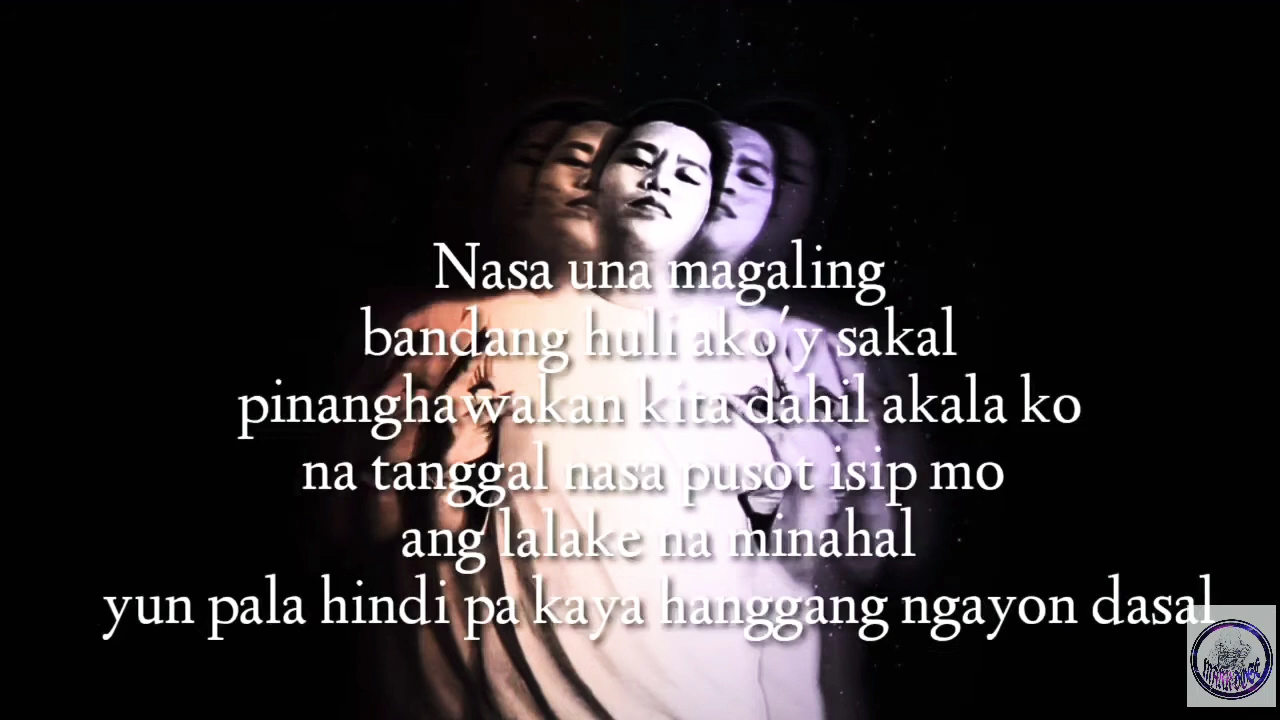 Nasa una magaling
bandang huli ako'y sakal
pinanghawakan kita dahil akala ko
na tanggal nasa pusot isip mo
ang lalake na minahal
yun pala hindi pa kaya hanggang ngayon dasal